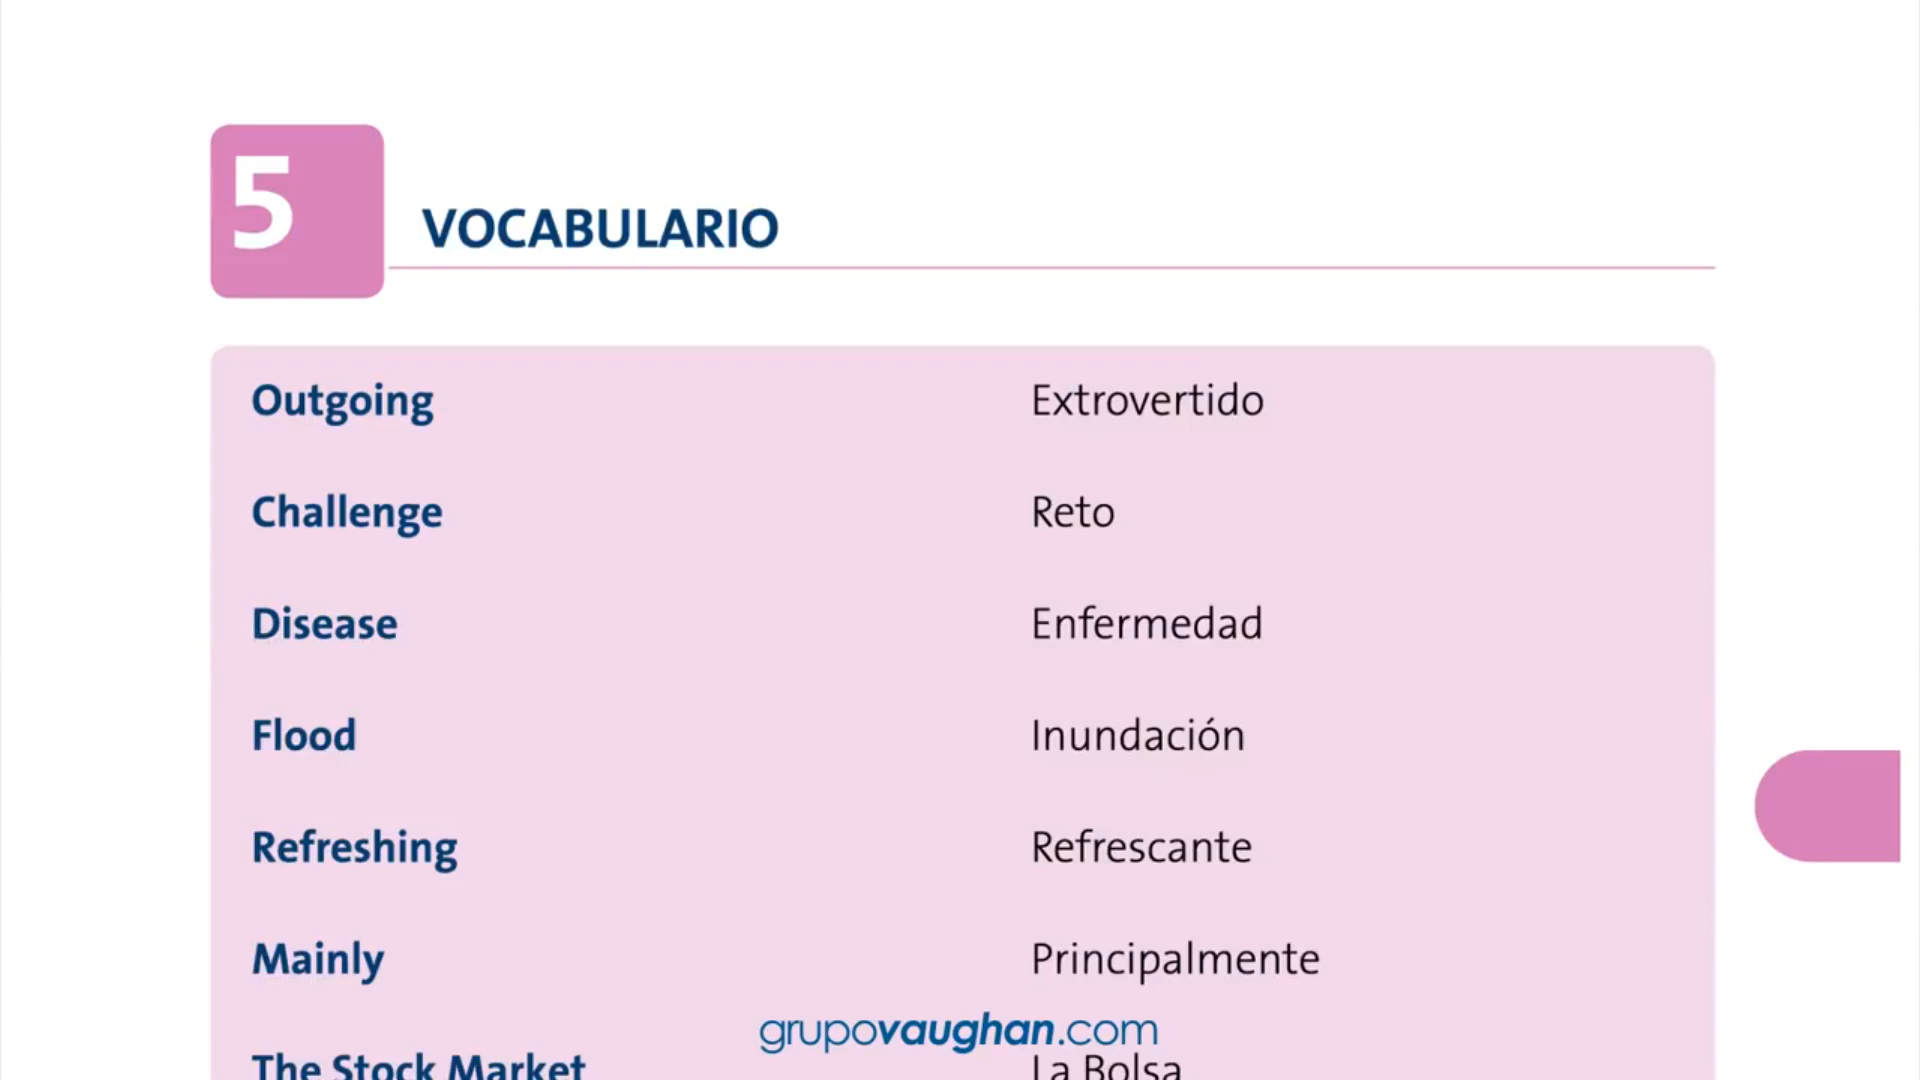 5
VOCABULARIO
Outgoing Extrovertido
Challenge Reto
Disease Enfermedad
Flood Inundación
Refreshing Refrescante
Mainly Principalmente
grupovaughan.com
The Stock Market La Bolsa